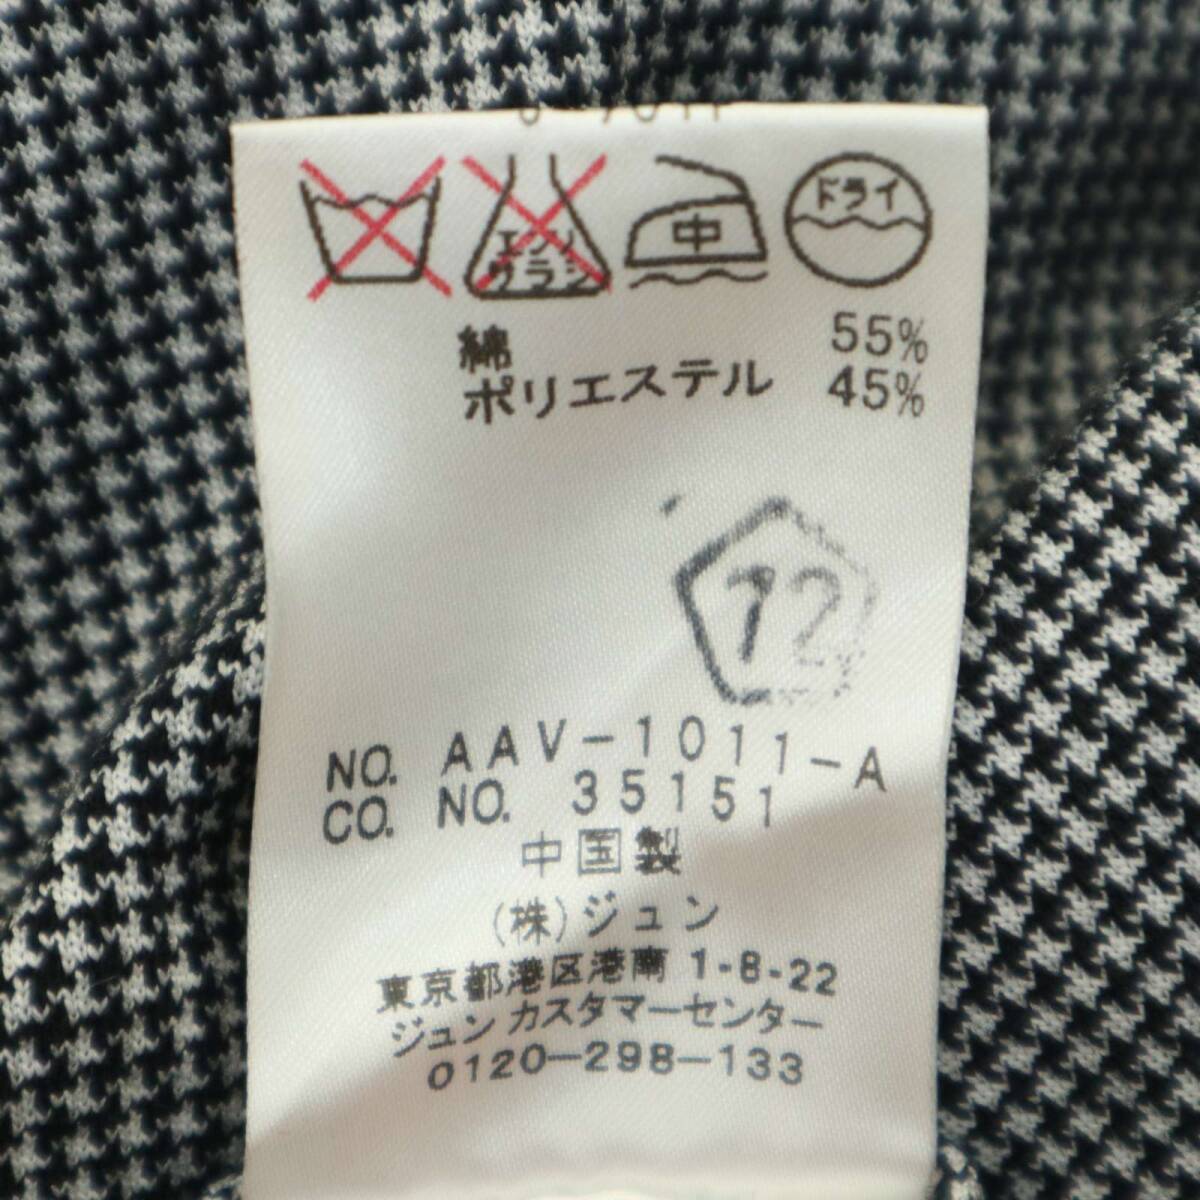 エンソ
サラシ
中
ドライ
綿 55%
ポリエステル 45%
72
NO. AAV-1011-A
CO. NO. 35151
中国製
(株)ジュン
東京都港区港南 1-8-22
ジュン カスタマーセンター
0120-298-133